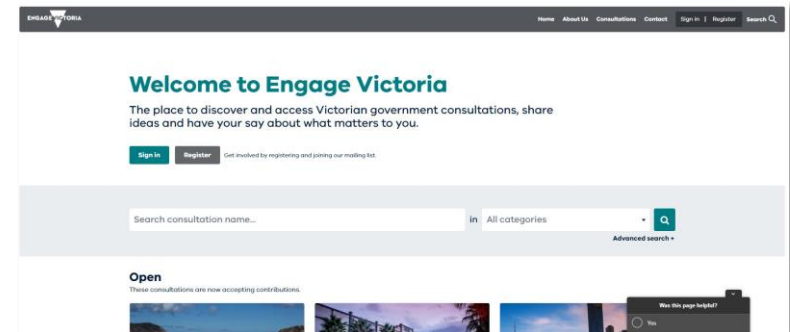 ENGAGE VICTORIA
Home About Us Consultations Contact Sign in | Register Search
Welcome to Engage Victoria
The place to discover and access Victorian government consultations, share
ideas and have your say about what matters to you.
Sign in Register Get involved by registering and joining our mailing list.
Search consultation name... in All categories
Advanced search +
Open
These consultations are now accepting contributions.
Was this page helpful?
Yes